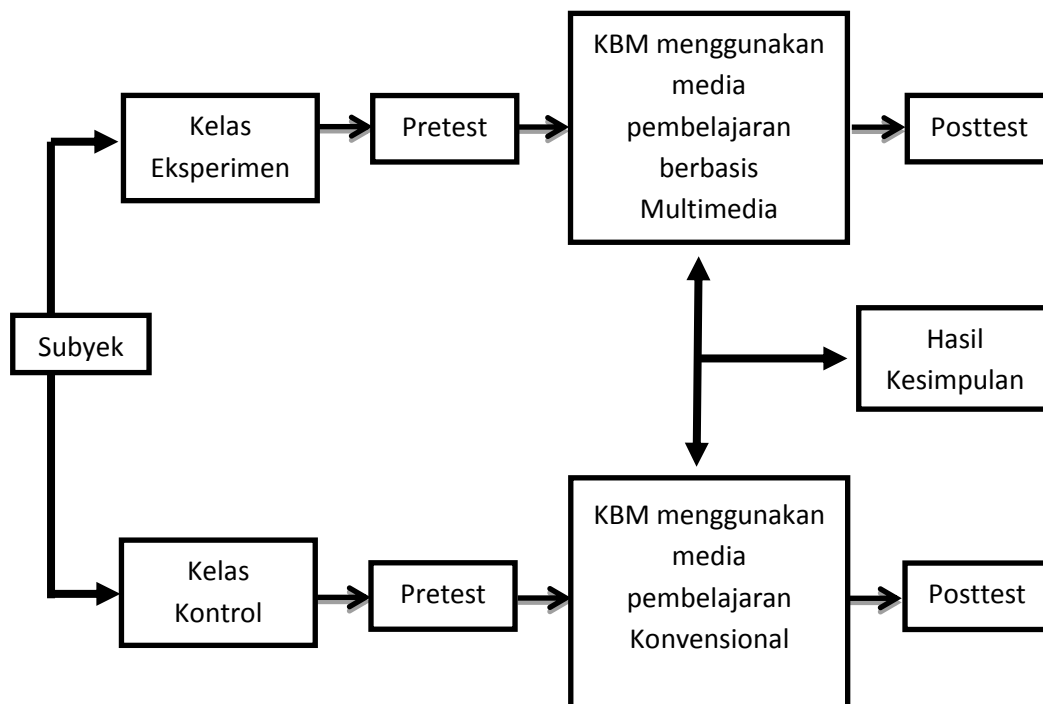 KBM menggunakan
media
pembelajaran
berbasis
Multimedia
Kelas
Eksperimen
Pretest
Posttest
Subyek
Hasil
Kesimpulan
KBM menggunakan
media
pembelajaran
Konvensional
Kelas
Kontrol
Pretest
Posttest